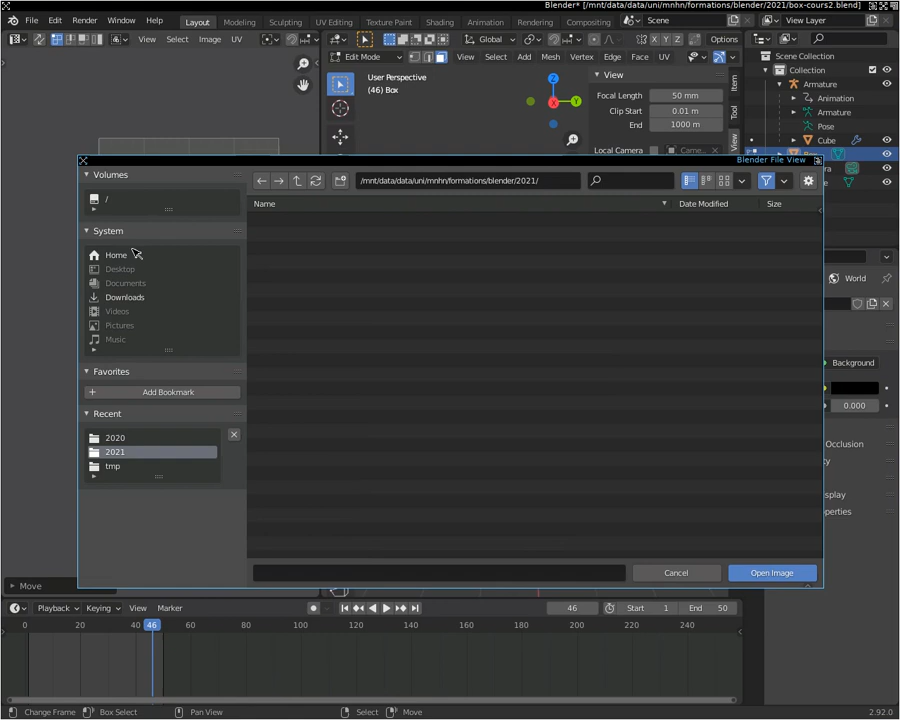 Blender* [/mnt/data/data/uni/mnhn/formations/blender/2021/box-cours2.blend]
File Edit Render Window Help Layout Modeling Sculpting UV Editing Texture Paint Shading Animation Rendering Compositing Scene View Layer
View Select Image UV Edit Mode Global X Y Z Options
View Select Add Mesh Vertex Edge Face UV
User Perspective
(46) Box
Z
X
Y
View
Focal Length 50 mm
Clip Start 0.01 m
End 1000 m
Local Camera Came...
Item
Tool
View
Scene Collection
Collection
Armature
Animation
Armature
Pose
Cube
Blender File View
Volumes
/
/mnt/data/data/uni/mnhn/formations/blender/2021/
Name Date Modified Size
System
Home
Desktop
Documents
Downloads
Videos
Pictures
Music
Favorites
Add Bookmark
Recent
2020
2021
tmp
Cancel Open Image
World
Background
0.000
Occlusion
Move
Playback Keying View Marker 46 Start 1 End 50
0 20 40 46 60 80 100 120 140 160 180 200 220 240
Change Frame Box Select Pan View Select Move 2.92.0